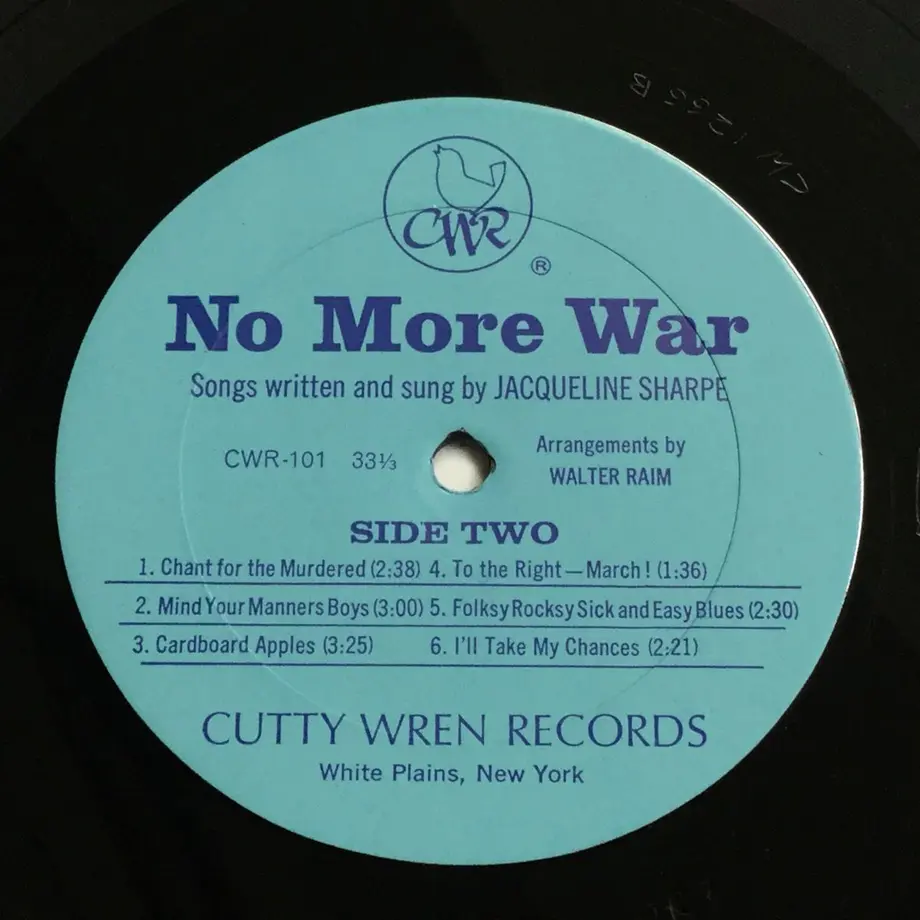 CW 1265 B
CWR
®
No More War
Songs written and sung by JACQUELINE SHARPE
CWR-101 33⅓
Arrangements by
WALTER RAIM
SIDE TWO
1. Chant for the Murdered (2:38) 4. To the Right—March! (1:36)
2. Mind Your Manners Boys (3:00) 5. Folksy Rocksy Sick and Easy Blues (2:30)
3. Cardboard Apples (3:25) 6. I'll Take My Chances (2:21)
CUTTY WREN RECORDS
White Plains, New York